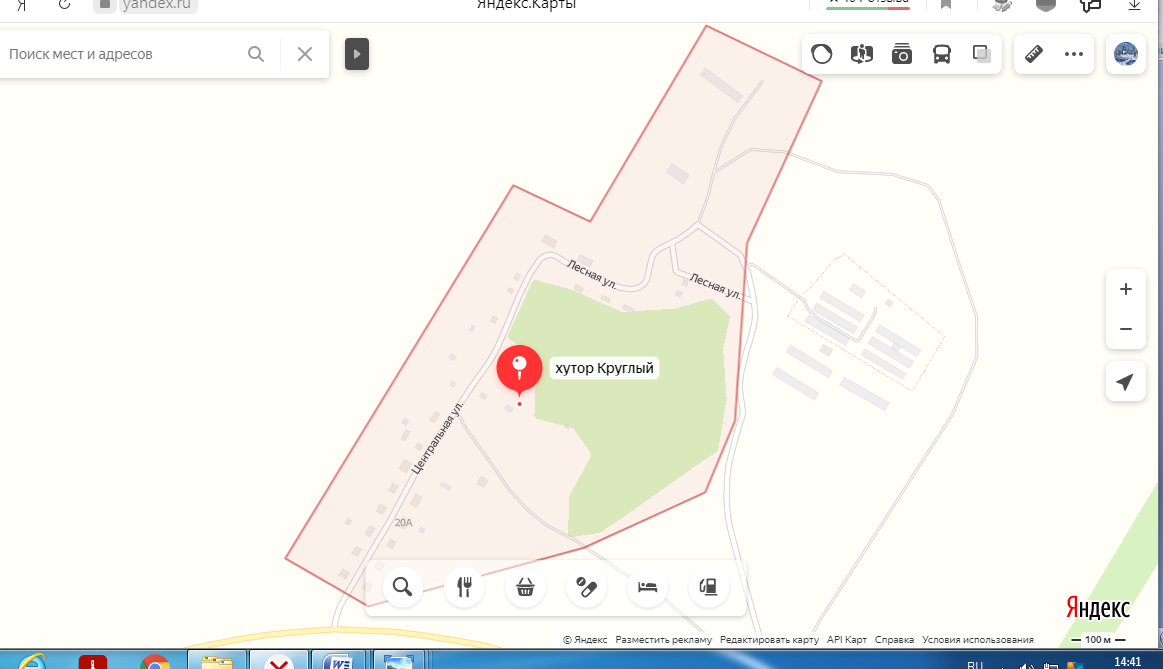 Я
yandex.ru
Яндекс.Карты
Поиск мест и адресов
Лесная ул.
Лесная ул.
хутор Круглый
Центральная ул.
20А
Яндекс
© Яндекс Разместить рекламу Редактировать карту API Карт Справка Условия использования
100 м
RU
14:41